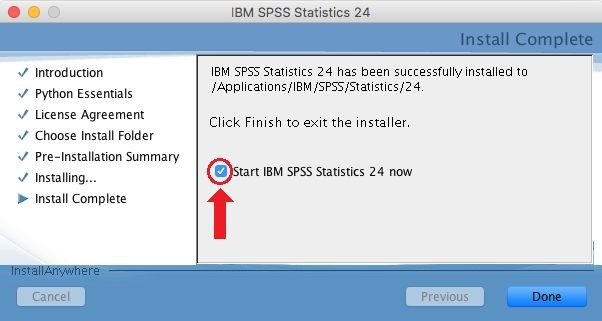 IBM SPSS Statistics 24
Install Complete
Introduction
Python Essentials
License Agreement
Choose Install Folder
Pre-Installation Summary
Installing...
Install Complete
IBM SPSS Statistics 24 has been successfully installed to
/Applications/IBM/SPSS/Statistics/24.
Click Finish to exit the installer.
Start IBM SPSS Statistics 24 now
InstallAnywhere
Cancel
Previous
Done